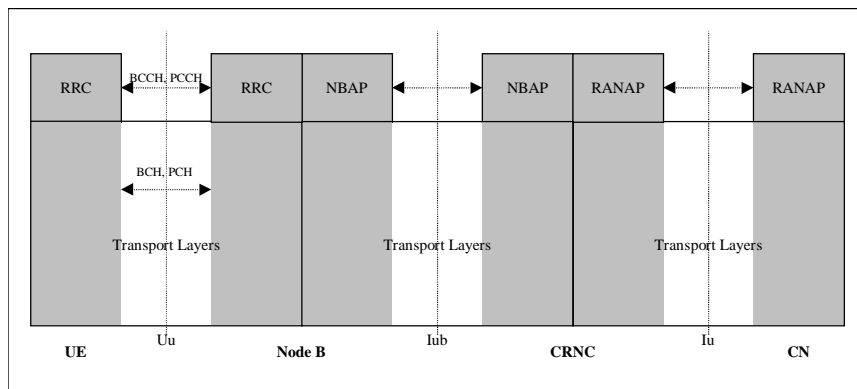 BCCH, PCCH
RRC RRC NBAP NBAP RANAP RANAP
BCH, PCH
Transport Layers Transport Layers Transport Layers
Uu Iub Iu
UE Node B CRNC CN